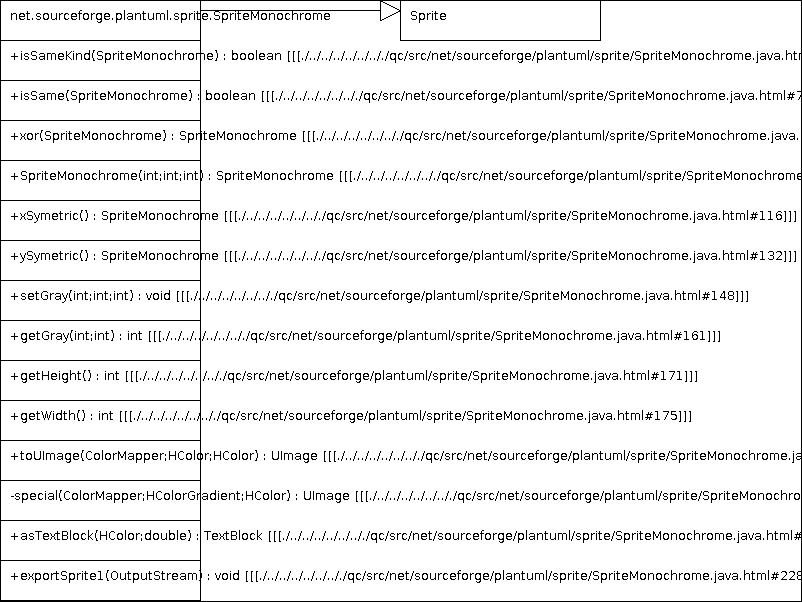 net.sourceforge.plantuml.sprite.SpriteMonochrome
Sprite
+isSameKind(SpriteMonochrome) : boolean [[[./../../../../../../qc/src/net/sourceforge/plantuml/sprite/SpriteMonochrome.java.htm
+isSame(SpriteMonochrome) : boolean [[[./../../../../../../qc/src/net/sourceforge/plantuml/sprite/SpriteMonochrome.java.html#7
+xor(SpriteMonochrome) : SpriteMonochrome [[[./../../../../../../qc/src/net/sourceforge/plantuml/sprite/SpriteMonochrome.java.
+SpriteMonochrome(int;int;int) : SpriteMonochrome [[[./../../../../../../qc/src/net/sourceforge/plantuml/sprite/SpriteMonochrome
+xSymetric() : SpriteMonochrome [[[./../../../../../../qc/src/net/sourceforge/plantuml/sprite/SpriteMonochrome.java.html#116]]]
+ySymetric() : SpriteMonochrome [[[./../../../../../../qc/src/net/sourceforge/plantuml/sprite/SpriteMonochrome.java.html#132]]]
+setGray(int;int;int) : void [[[./../../../../../../qc/src/net/sourceforge/plantuml/sprite/SpriteMonochrome.java.html#148]]]
+getGray(int;int) : int [[[./../../../../../../qc/src/net/sourceforge/plantuml/sprite/SpriteMonochrome.java.html#161]]]
+getHeight() : int [[[./../../../../../../qc/src/net/sourceforge/plantuml/sprite/SpriteMonochrome.java.html#171]]]
+getWidth() : int [[[./../../../../../../qc/src/net/sourceforge/plantuml/sprite/SpriteMonochrome.java.html#175]]]
+toUImage(ColorMapper;HColor;HColor) : UImage [[[./../../../../../../qc/src/net/sourceforge/plantuml/sprite/SpriteMonochrome.ja
-special(ColorMapper;HColorGradient;HColor) : UImage [[[./../../../../../../qc/src/net/sourceforge/plantuml/sprite/SpriteMonochro
+asTextBlock(HColor;double) : TextBlock [[[./../../../../../../qc/src/net/sourceforge/plantuml/sprite/SpriteMonochrome.java.html#
+exportSprite1(OutputStream) : void [[[./../../../../../../qc/src/net/sourceforge/plantuml/sprite/SpriteMonochrome.java.html#228